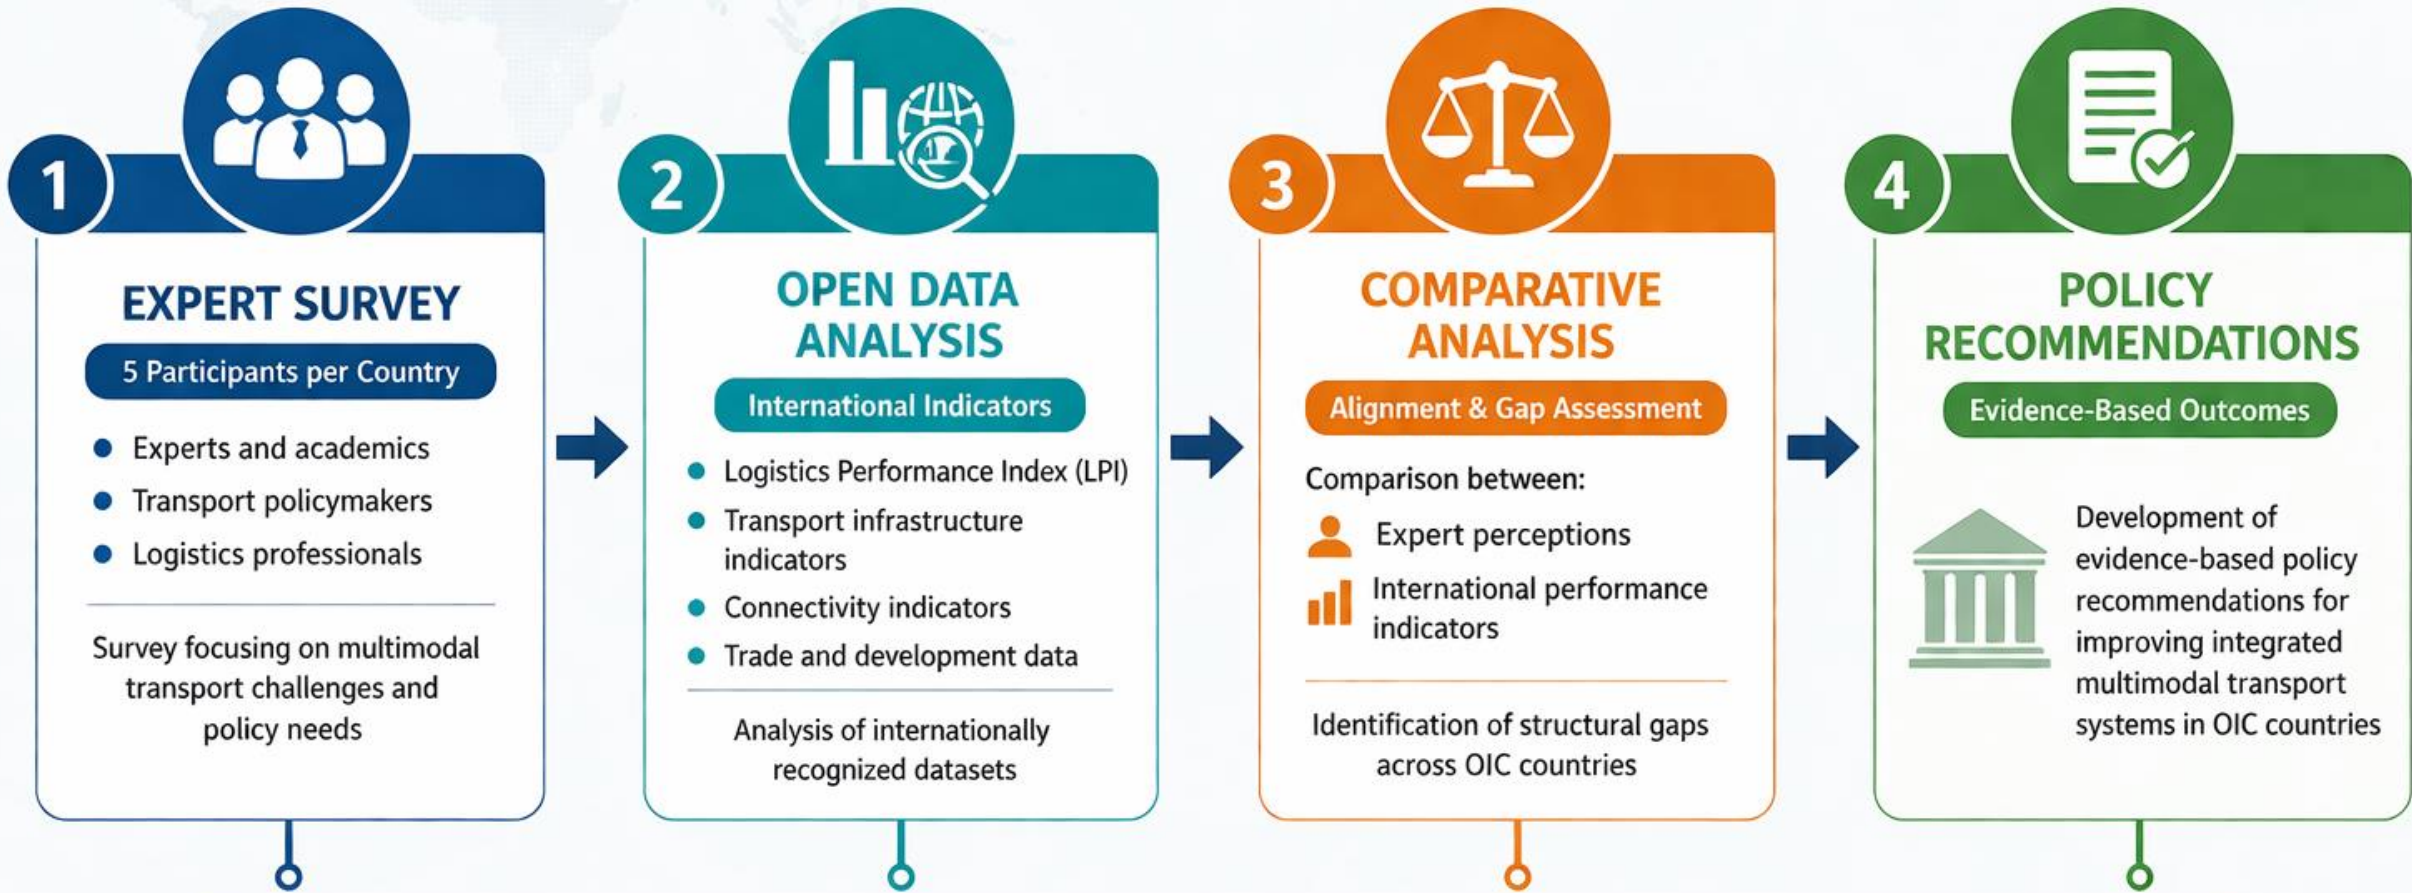 1
EXPERT SURVEY
5 Participants per Country
Experts and academics
Transport policymakers
Logistics professionals
Survey focusing on multimodal
transport challenges and
policy needs
2
OPEN DATA
ANALYSIS
International Indicators
Logistics Performance Index (LPI)
Transport infrastructure
indicators
Connectivity indicators
Trade and development data
Analysis of internationally
recognized datasets
3
COMPARATIVE
ANALYSIS
Alignment & Gap Assessment
Comparison between:
Expert perceptions
International performance
indicators
Identification of structural gaps
across OIC countries
4
POLICY
RECOMMENDATIONS
Evidence-Based Outcomes
Development of
evidence-based policy
recommendations for
improving integrated
multimodal transport
systems in OIC countries